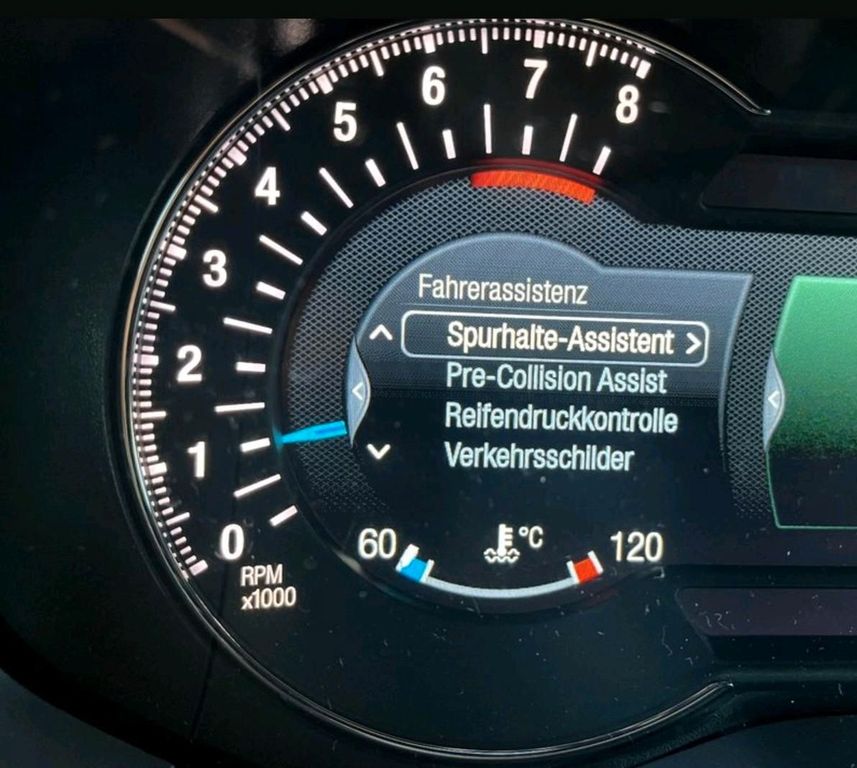 8
7
6
5
4
3
2
1
0
RPM
x1000
Fahrerassistenz
Spurhalte-Assistent >
Pre-Collision Assist
Reifendruckkontrolle
Verkehrsschilder
60 °C 120